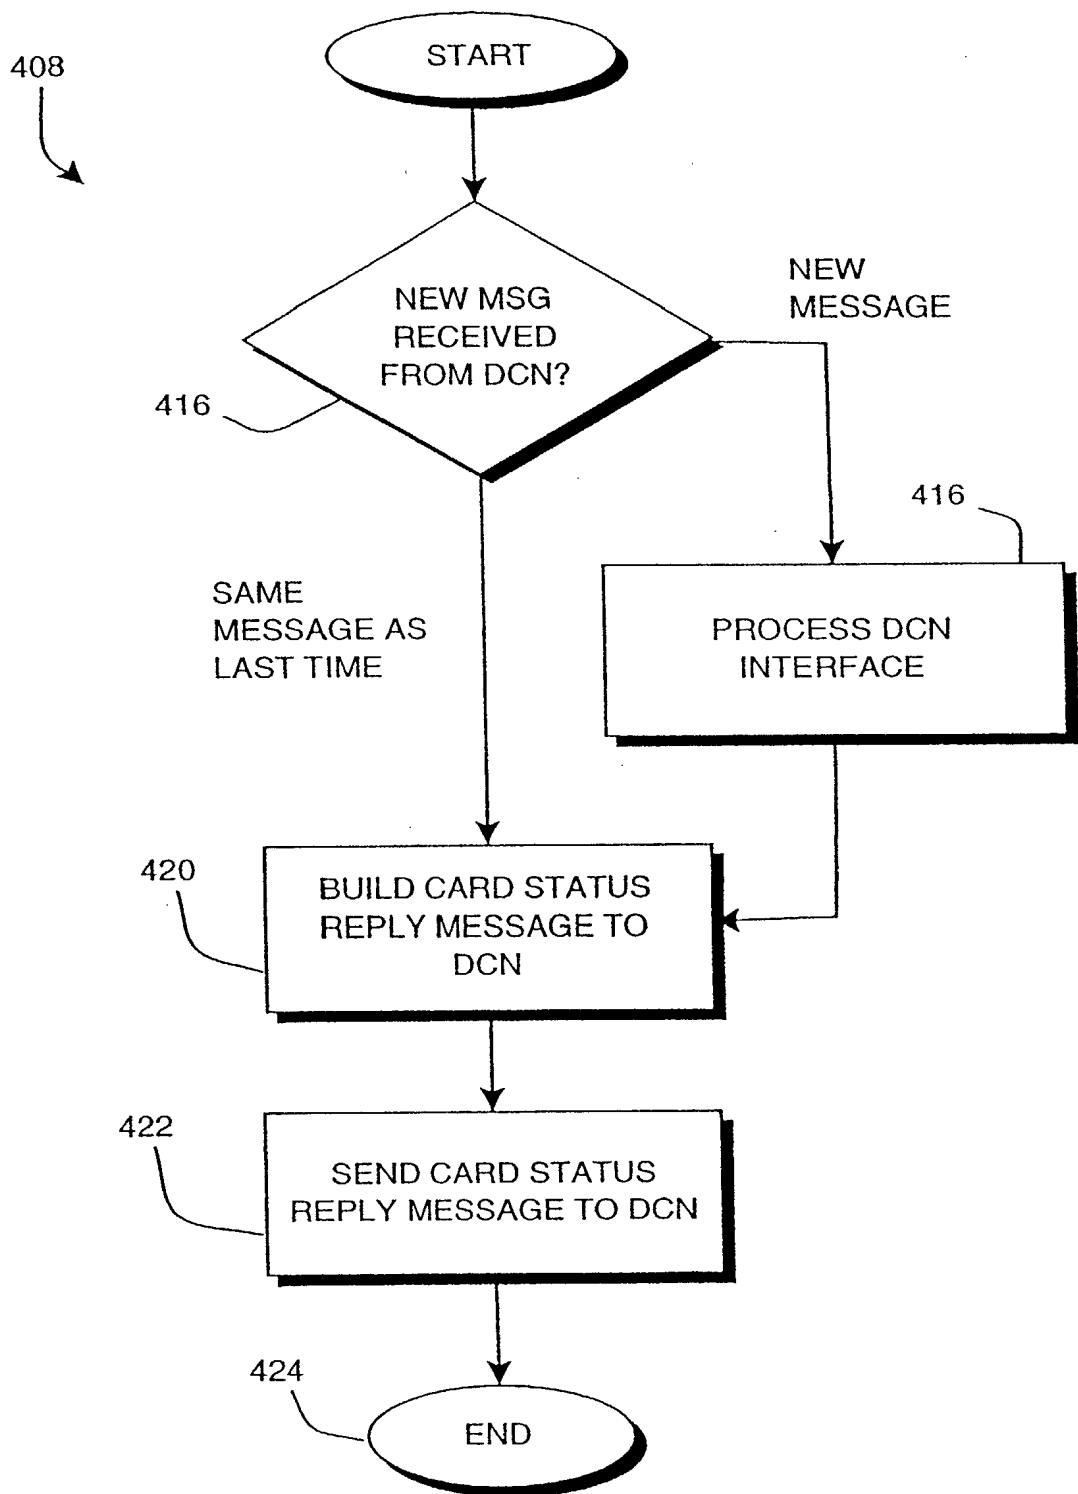 START
408
NEW MSG
RECEIVED
FROM DCN?
NEW
MESSAGE
416
416
SAME
MESSAGE AS
LAST TIME
PROCESS DCN
INTERFACE
420
BUILD CARD STATUS
REPLY MESSAGE TO
DCN
422
SEND CARD STATUS
REPLY MESSAGE TO DCN
424
END